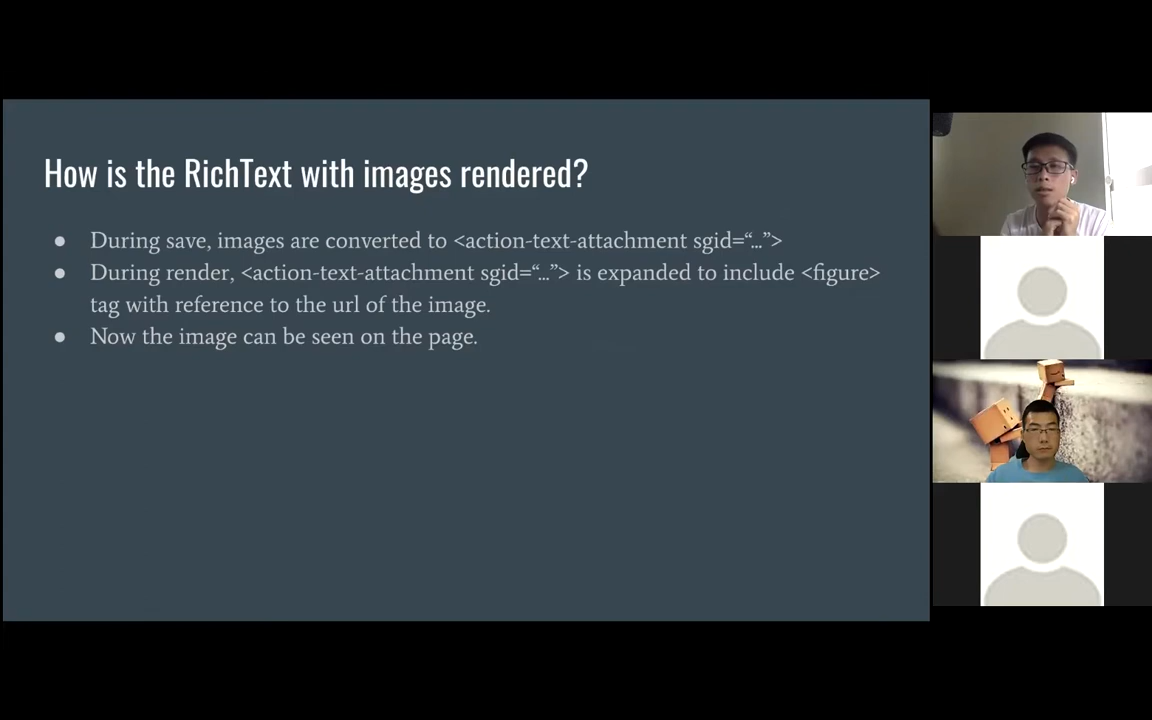 How is the RichText with images rendered?
● During save, images are converted to <action-text-attachment sgid=“...”>
● During render, <action-text-attachment sgid=“...”> is expanded to include <figure>
tag with reference to the url of the image.
● Now the image can be seen on the page.